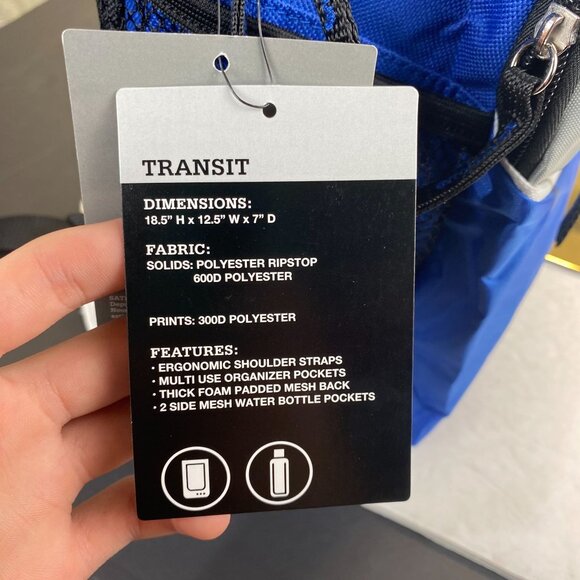 TRANSIT
DIMENSIONS:
18.5" H x 12.5" W x 7" D
FABRIC:
SOLIDS: POLYESTER RIPSTOP
600D POLYESTER
PRINTS: 300D POLYESTER
FEATURES:
· ERGONOMIC SHOULDER STRAPS
· MULTI USE ORGANIZER POCKETS
· THICK FOAM PADDED MESH BACK
· 2 SIDE MESH WATER BOTTLE POCKETS